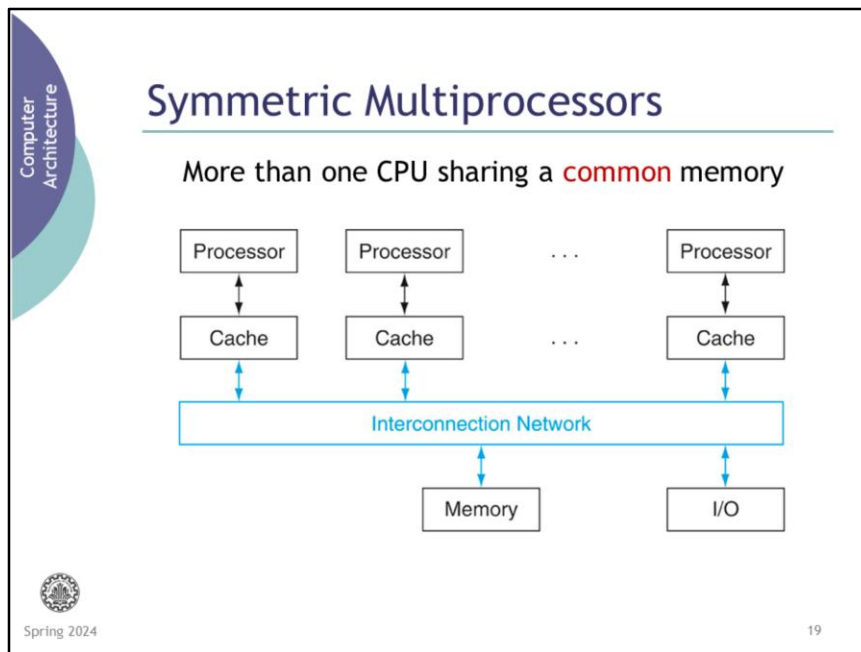 Computer
Architecture
Symmetric Multiprocessors
More than one CPU sharing a common memory
Processor Processor . . . Processor
Cache Cache . . . Cache
Interconnection Network
Memory I/O
Spring 2024 19